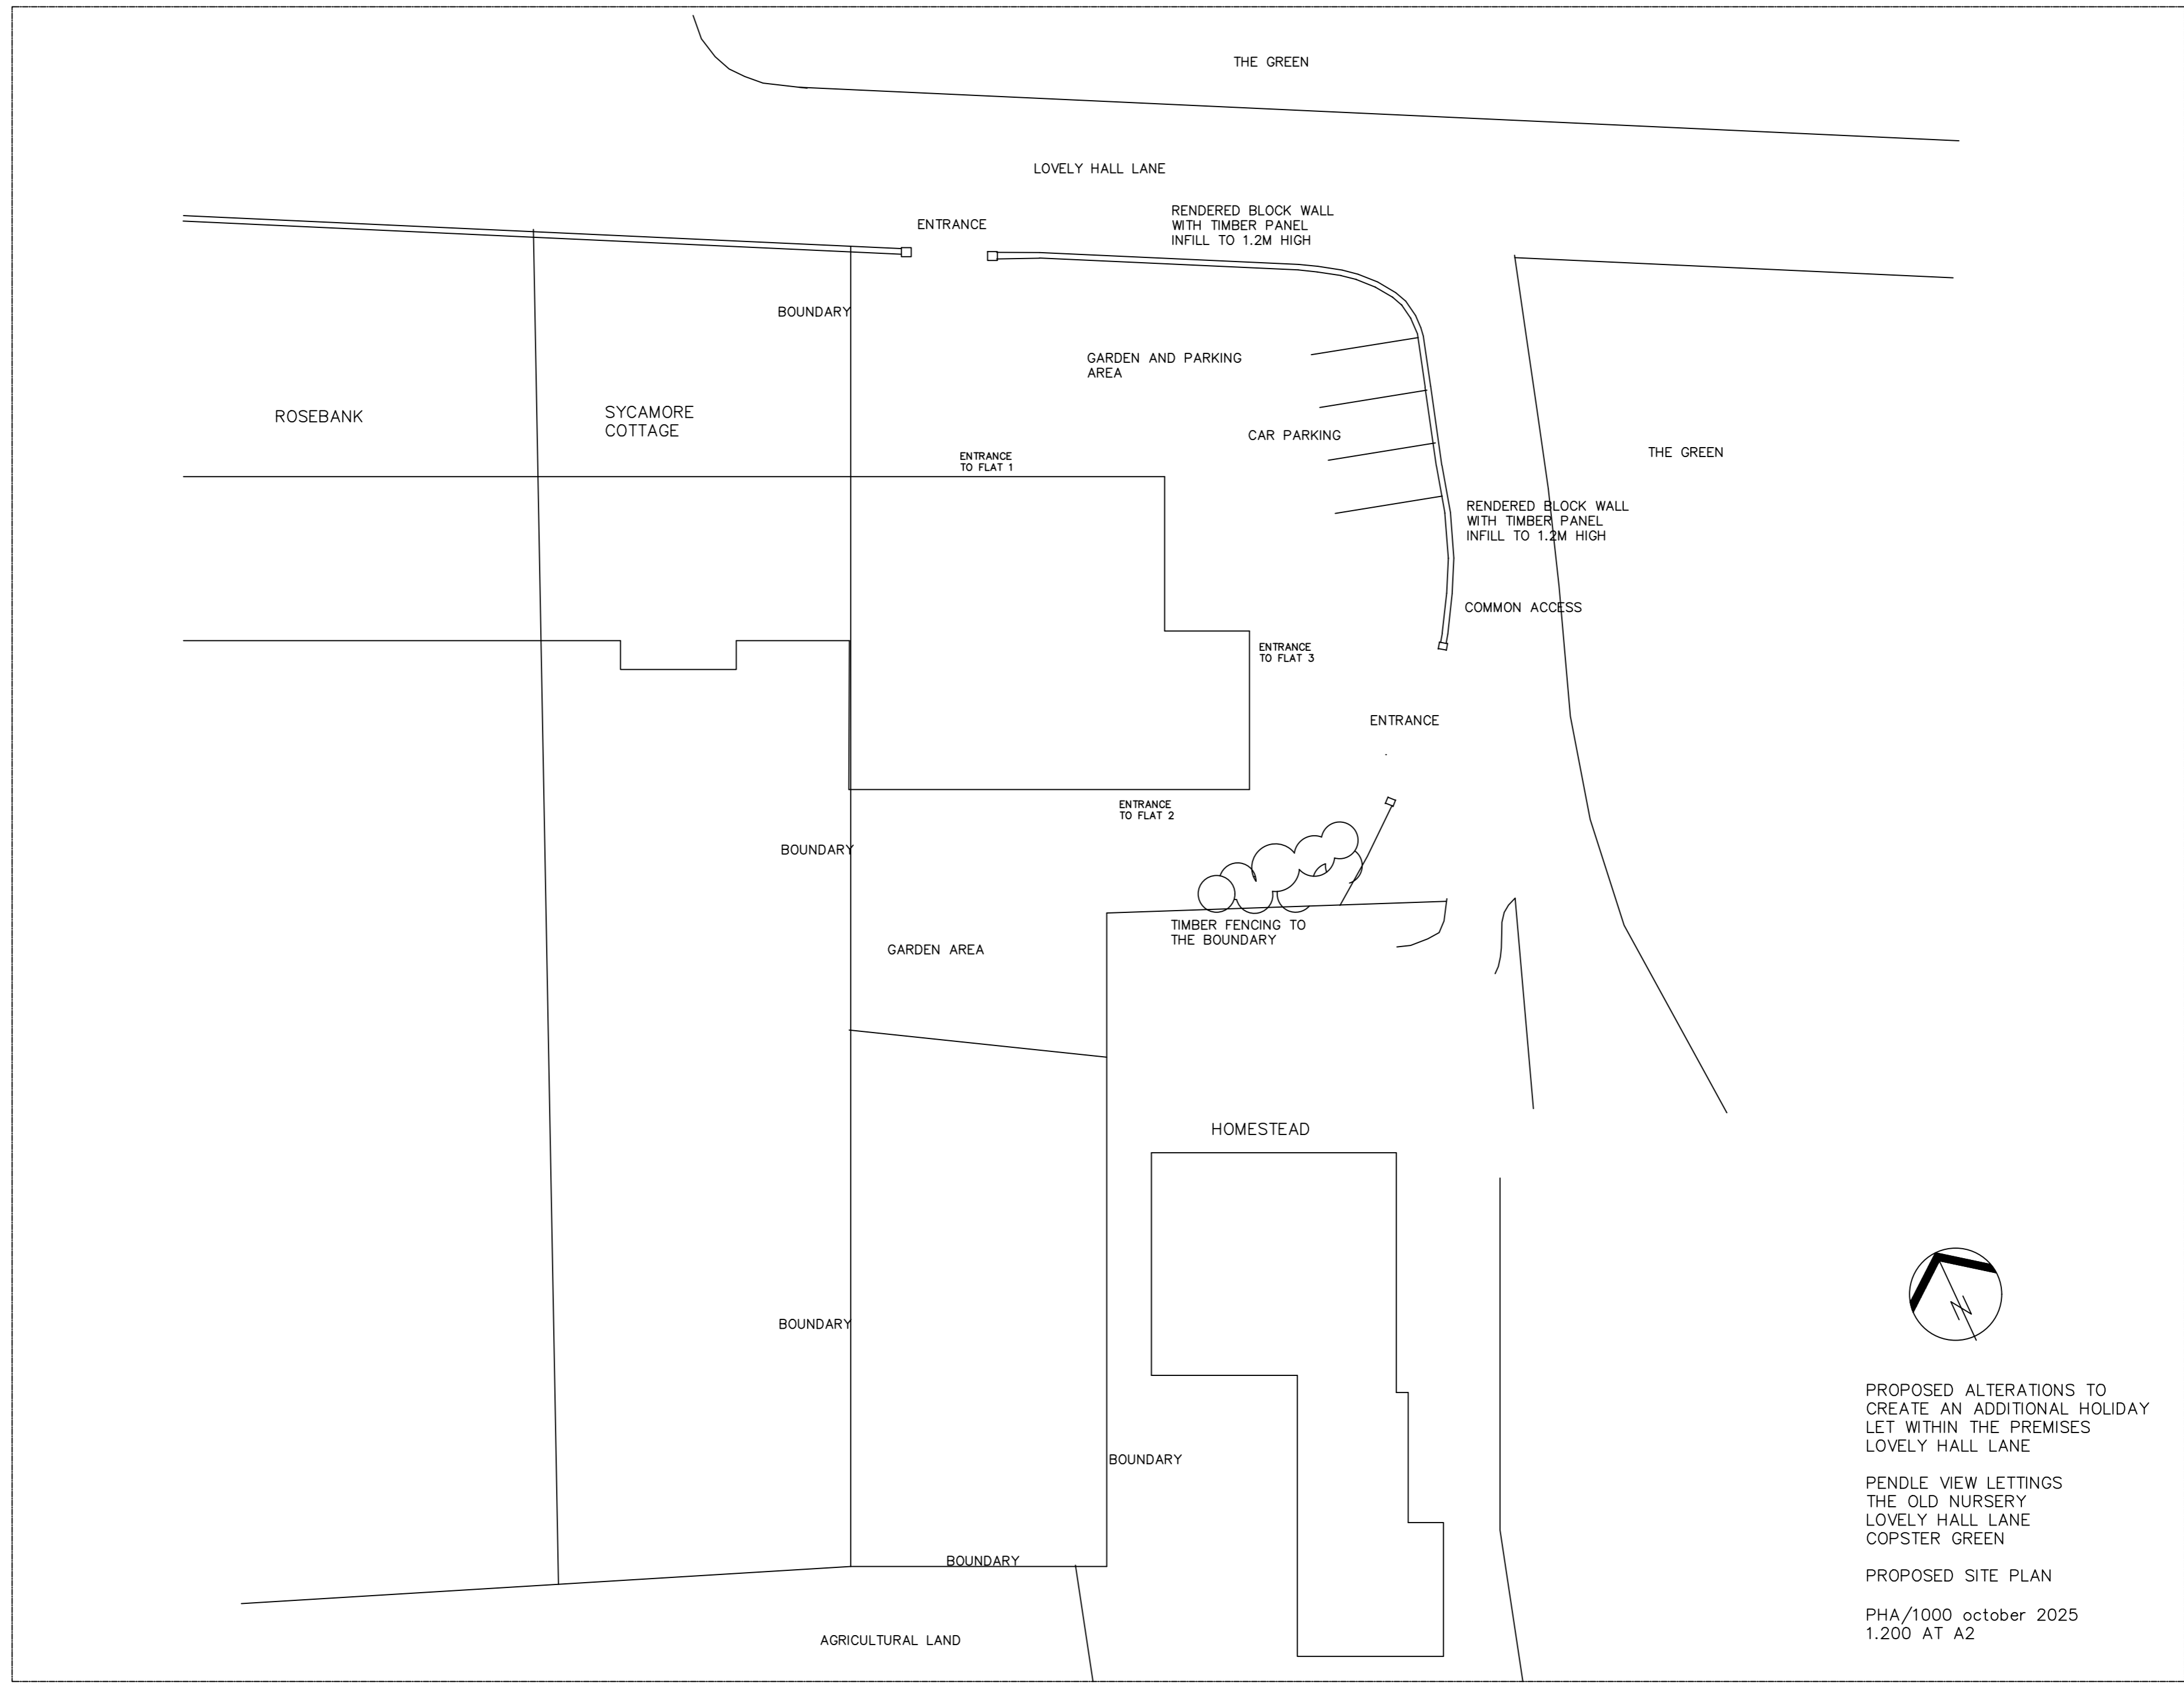 THE GREEN
LOVELY HALL LANE
ENTRANCE
RENDERED BLOCK WALL
WITH TIMBER PANEL
INFILL TO 1.2M HIGH
BOUNDARY
GARDEN AND PARKING
AREA
ROSEBANK
SYCAMORE
COTTAGE
CAR PARKING
THE GREEN
ENTRANCE
TO FLAT 1
RENDERED BLOCK WALL
WITH TIMBER PANEL
INFILL TO 1.2M HIGH
COMMON ACCESS
ENTRANCE
TO FLAT 3
ENTRANCE
ENTRANCE
TO FLAT 2
BOUNDARY
TIMBER FENCING TO
THE BOUNDARY
GARDEN AREA
HOMESTEAD
BOUNDARY
BOUNDARY
BOUNDARY
AGRICULTURAL LAND
N
PROPOSED ALTERATIONS TO
CREATE AN ADDITIONAL HOLIDAY
LET WITHIN THE PREMISES
LOVELY HALL LANE
PENDLE VIEW LETTINGS
THE OLD NURSERY
LOVELY HALL LANE
COPSTER GREEN
PROPOSED SITE PLAN
PHA/1000 october 2025
1.200 AT A2